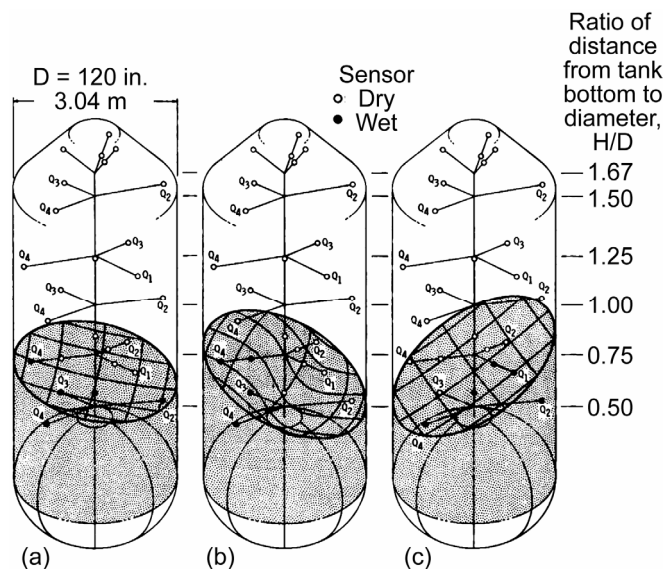 D = 120 in.
3.04 m
Sensor
Dry
Wet
Ratio of
distance
from tank
bottom to
diameter,
H/D
1.67
1.50
1.25
1.00
0.75
0.50
Q3
Q2
Q4
Q3
Q4
Q1
Q3
Q2
Q4
Q4
Q2
Q1
Q3
Q2
Q4
(a)
Q3
Q2
Q4
Q3
Q4
Q1
Q3
Q2
Q4
Q4
Q2
Q1
Q3
Q2
Q4
(b)
Q3
Q2
Q4
Q3
Q4
Q1
Q3
Q2
Q4
Q2
Q4
Q1
Q3
Q2
Q4
(c)